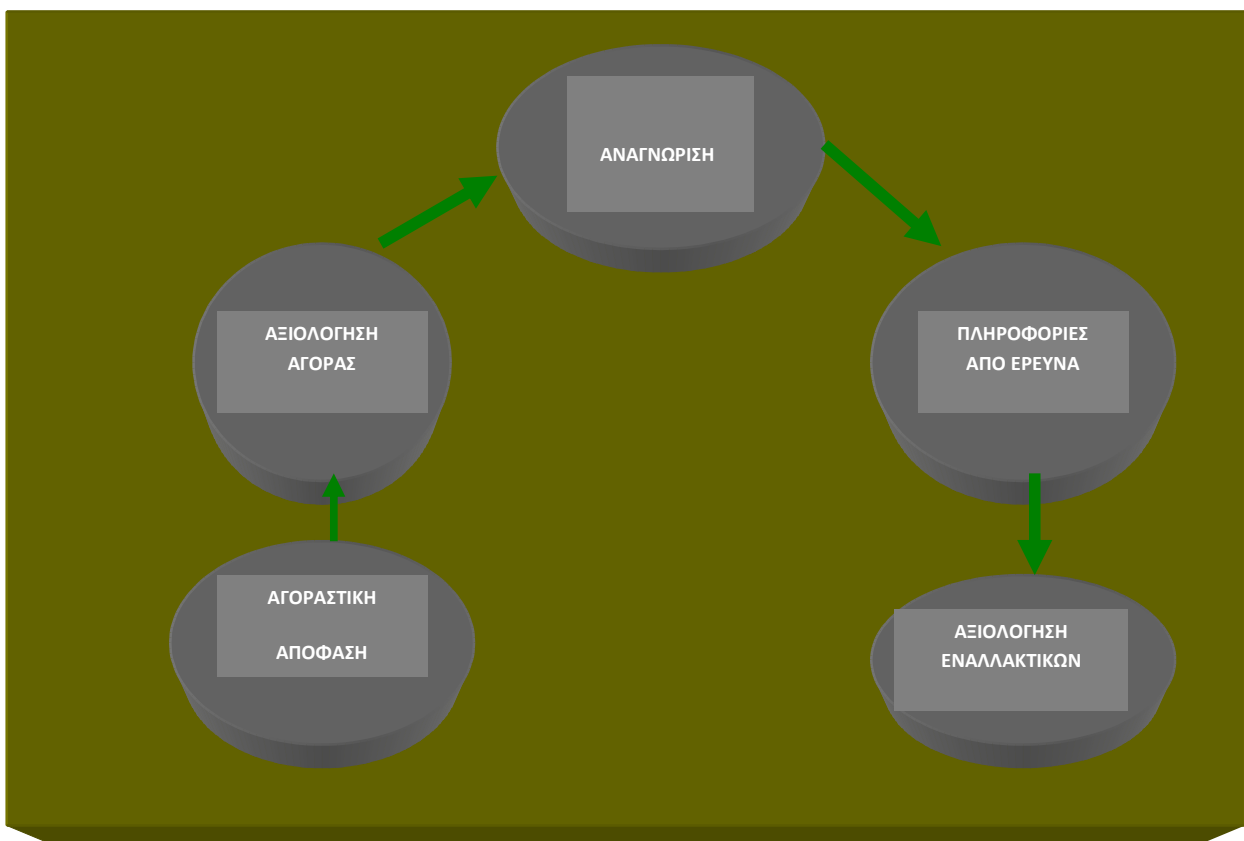 ΑΝΑΓΝΩΡΙΣΗ
ΑΞΙΟΛΟΓΗΣΗ
ΑΓΟΡΑΣ
ΠΛΗΡΟΦΟΡΙΕΣ
ΑΠΟ ΕΡΕΥΝΑ
ΑΓΟΡΑΣΤΙΚΗ
ΑΠΟΦΑΣΗ
ΑΞΙΟΛΟΓΗΣΗ
ΕΝΑΛΛΑΚΤΙΚΩΝ